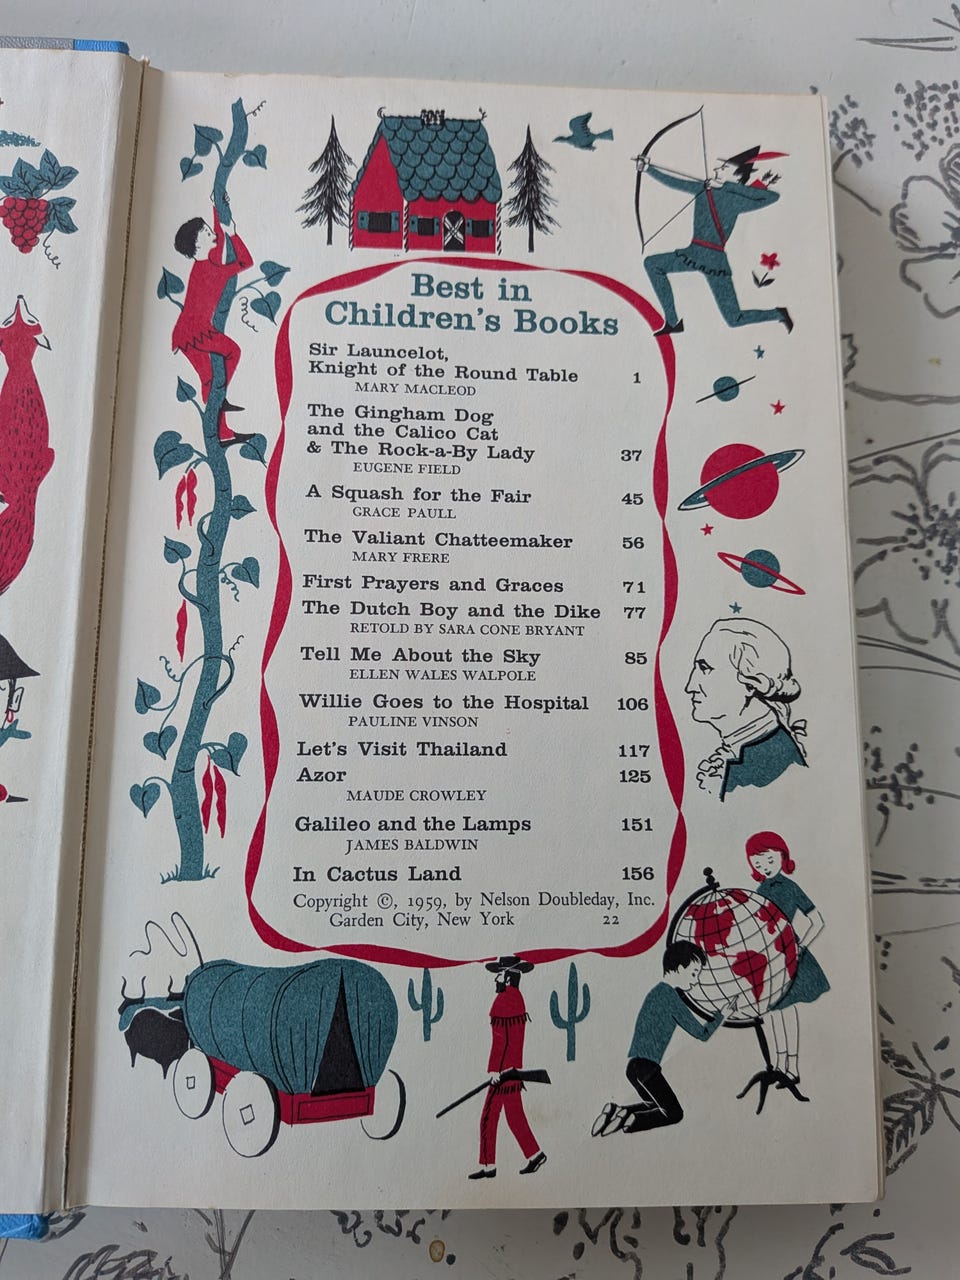 Best in
Children's Books
Sir Launcelot,
Knight of the Round Table 1
MARY MACLEOD
The Gingham Dog
and the Calico Cat
& The Rock-a-By Lady 37
EUGENE FIELD
A Squash for the Fair 45
GRACE PAULL
The Valiant Chatteemaker 56
MARY FRERE
First Prayers and Graces 71
The Dutch Boy and the Dike 77
RETOLD BY SARA CONE BRYANT
Tell Me About the Sky 85
ELLEN WALES WALPOLE
Willie Goes to the Hospital 106
PAULINE VINSON
Let's Visit Thailand 117
Azor 125
MAUDE CROWLEY
Galileo and the Lamps 151
JAMES BALDWIN
In Cactus Land 156
Copyright ©, 1959, by Nelson Doubleday, Inc.
Garden City, New York 22